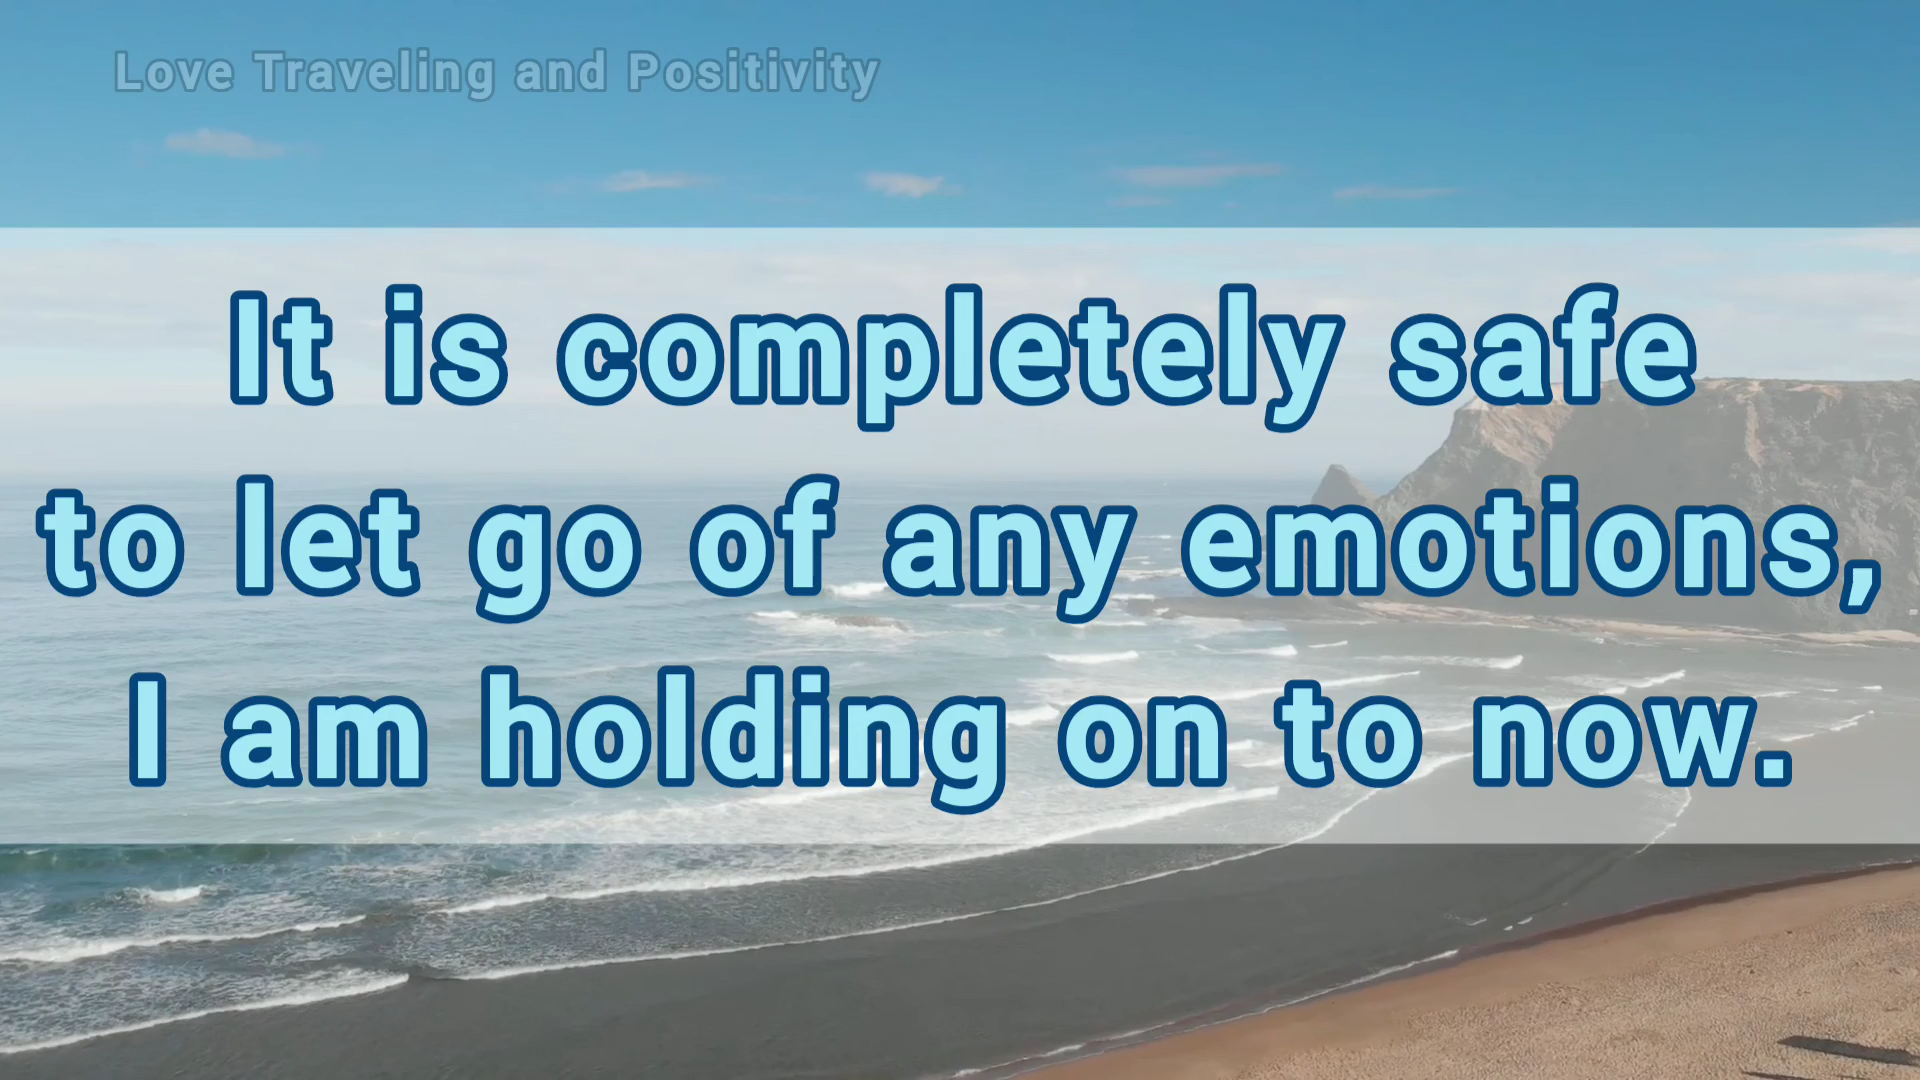 Love Traveling and Positivity
It is completely safe
to let go of any emotions,
I am holding on to now.